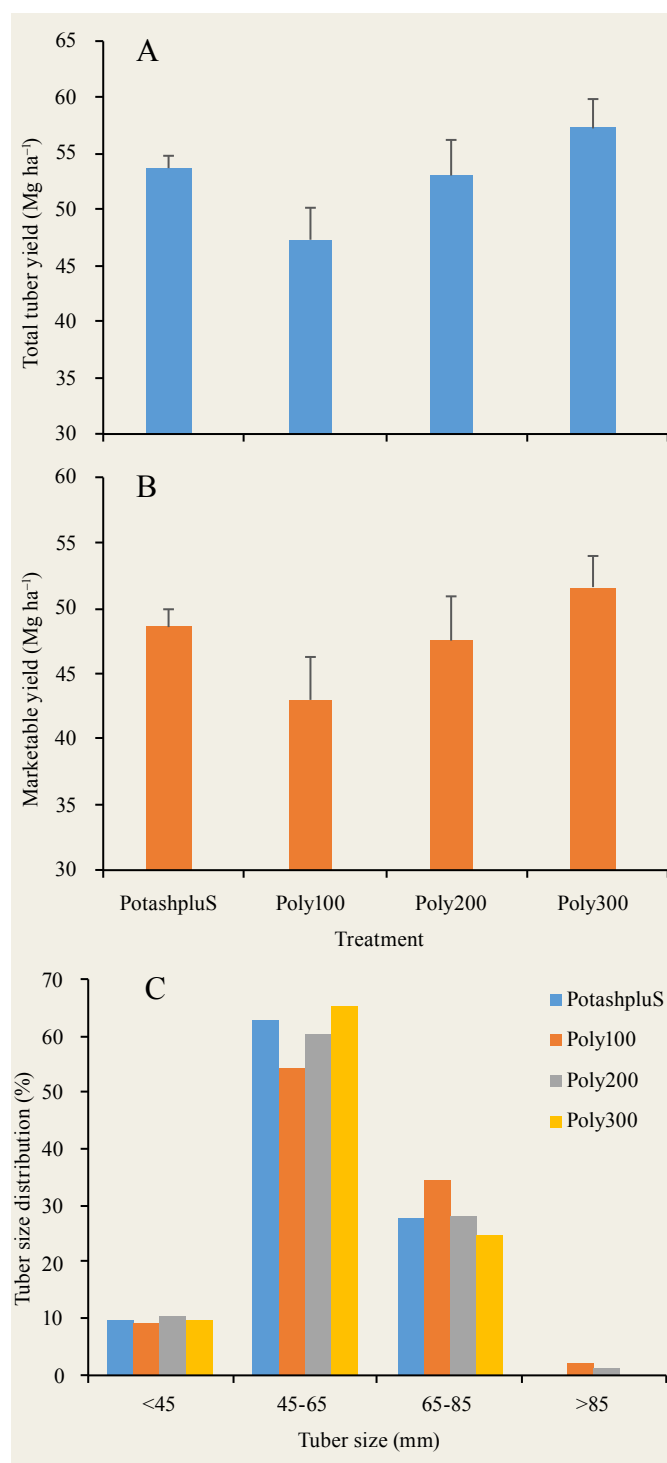 A
Total tuber yield (Mg ha⁻¹)
65
60
55
50
45
40
35
30
B
Marketable yield (Mg ha⁻¹)
60
55
50
45
40
35
30
PotashpluS Poly100 Poly200 Poly300
Treatment
C
Tuber size distribution (%)
70
60
50
40
30
20
10
0
PotashpluS
Poly100
Poly200
Poly300
<45 45-65 65-85 >85
Tuber size (mm)